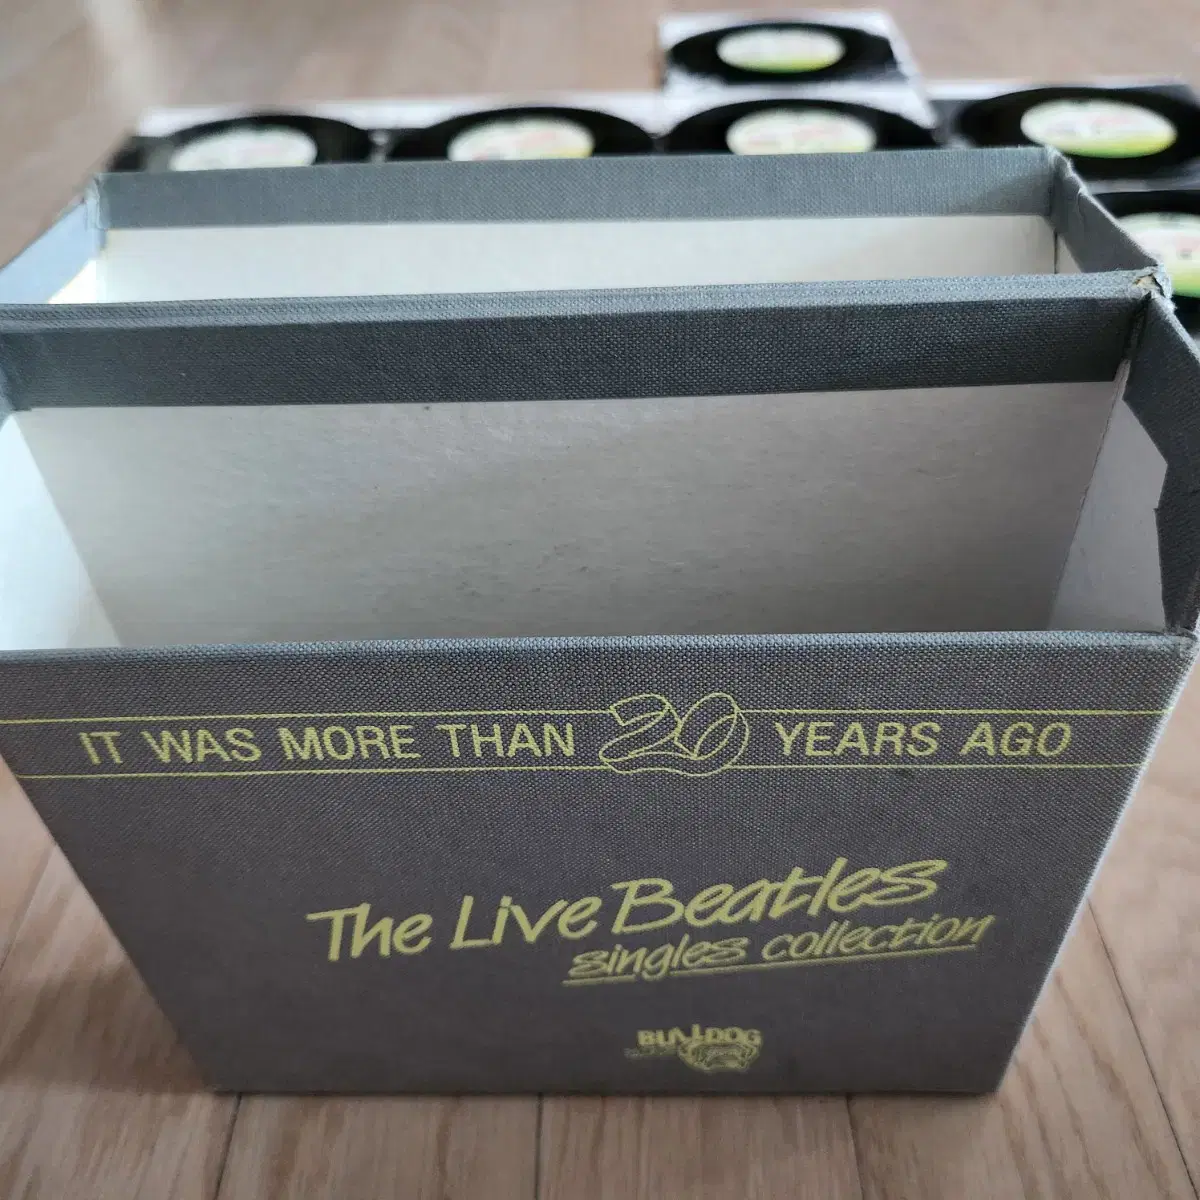 IT WAS MORE THAN 20 YEARS AGO
The Live Beatles
singles collection
BULLDOG